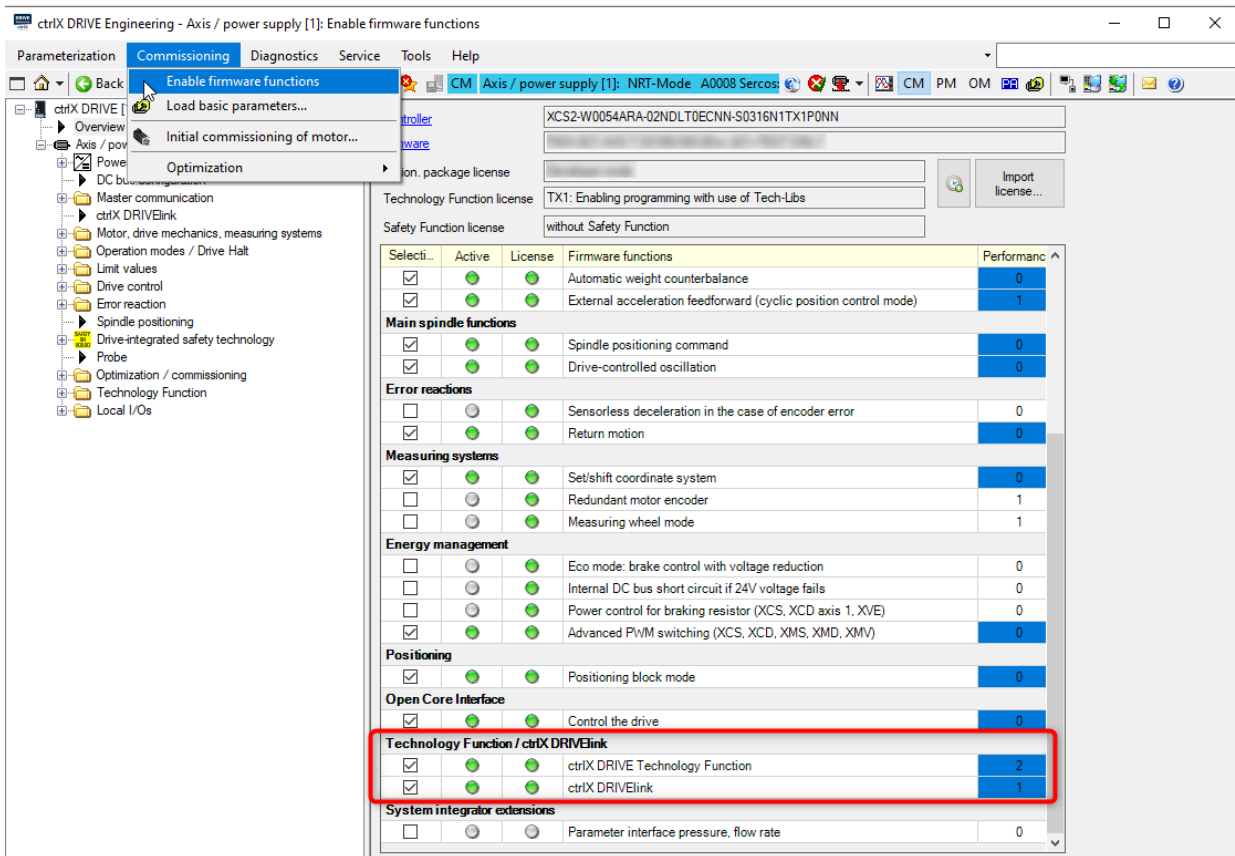 ctrlX DRIVE Engineering - Axis / power supply [1]: Enable firmware functions
Parameterization Commissioning Diagnostics Service Tools Help
Back CM Axis / power supply [1]: NRT-Mode A0008 Sercos: CM PM OM
Enable firmware functions
Load basic parameters...
Initial commissioning of motor...
Optimization
ctrlX DRIVE [
Overview
Axis / pow
Power
DC bus configuration
Master communication
ctrlX DRIVElink
Motor, drive mechanics, measuring systems
Operation modes / Drive Halt
Limit values
Drive control
Error reaction
Spindle positioning
Drive-integrated safety technology
Probe
Optimization / commissioning
Technology Function
Local I/Os
ntroller XCS2-W0054ARA-02NDLT0ECNN-S0316N1TX1P0NN
ware
ion. package license
Import license...
Technology Function license TX1: Enabling programming with use of Tech-Libs
Safety Function license without Safety Function
Selecti... Active License Firmware functions Performanc
Automatic weight counterbalance 0
External acceleration feedforward (cyclic position control mode) 1
Main spindle functions
Spindle positioning command 0
Drive-controlled oscillation 0
Error reactions
Sensorless deceleration in the case of encoder error 0
Return motion 0
Measuring systems
Set/shift coordinate system 0
Redundant motor encoder 1
Measuring wheel mode 1
Energy management
Eco mode: brake control with voltage reduction 0
Internal DC bus short circuit if 24V voltage fails 0
Power control for braking resistor (XCS, XCD axis 1, XVE) 0
Advanced PWM switching (XCS, XCD, XMS, XMD, XMV) 0
Positioning
Positioning block mode 0
Open Core Interface
Control the drive 0
Technology Function / ctrlX DRIVElink
ctrlX DRIVE Technology Function 2
ctrlX DRIVElink 1
System integrator extensions
Parameter interface pressure, flow rate 0